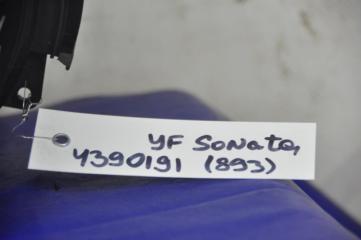 YF Sonata,
4390191 (893)